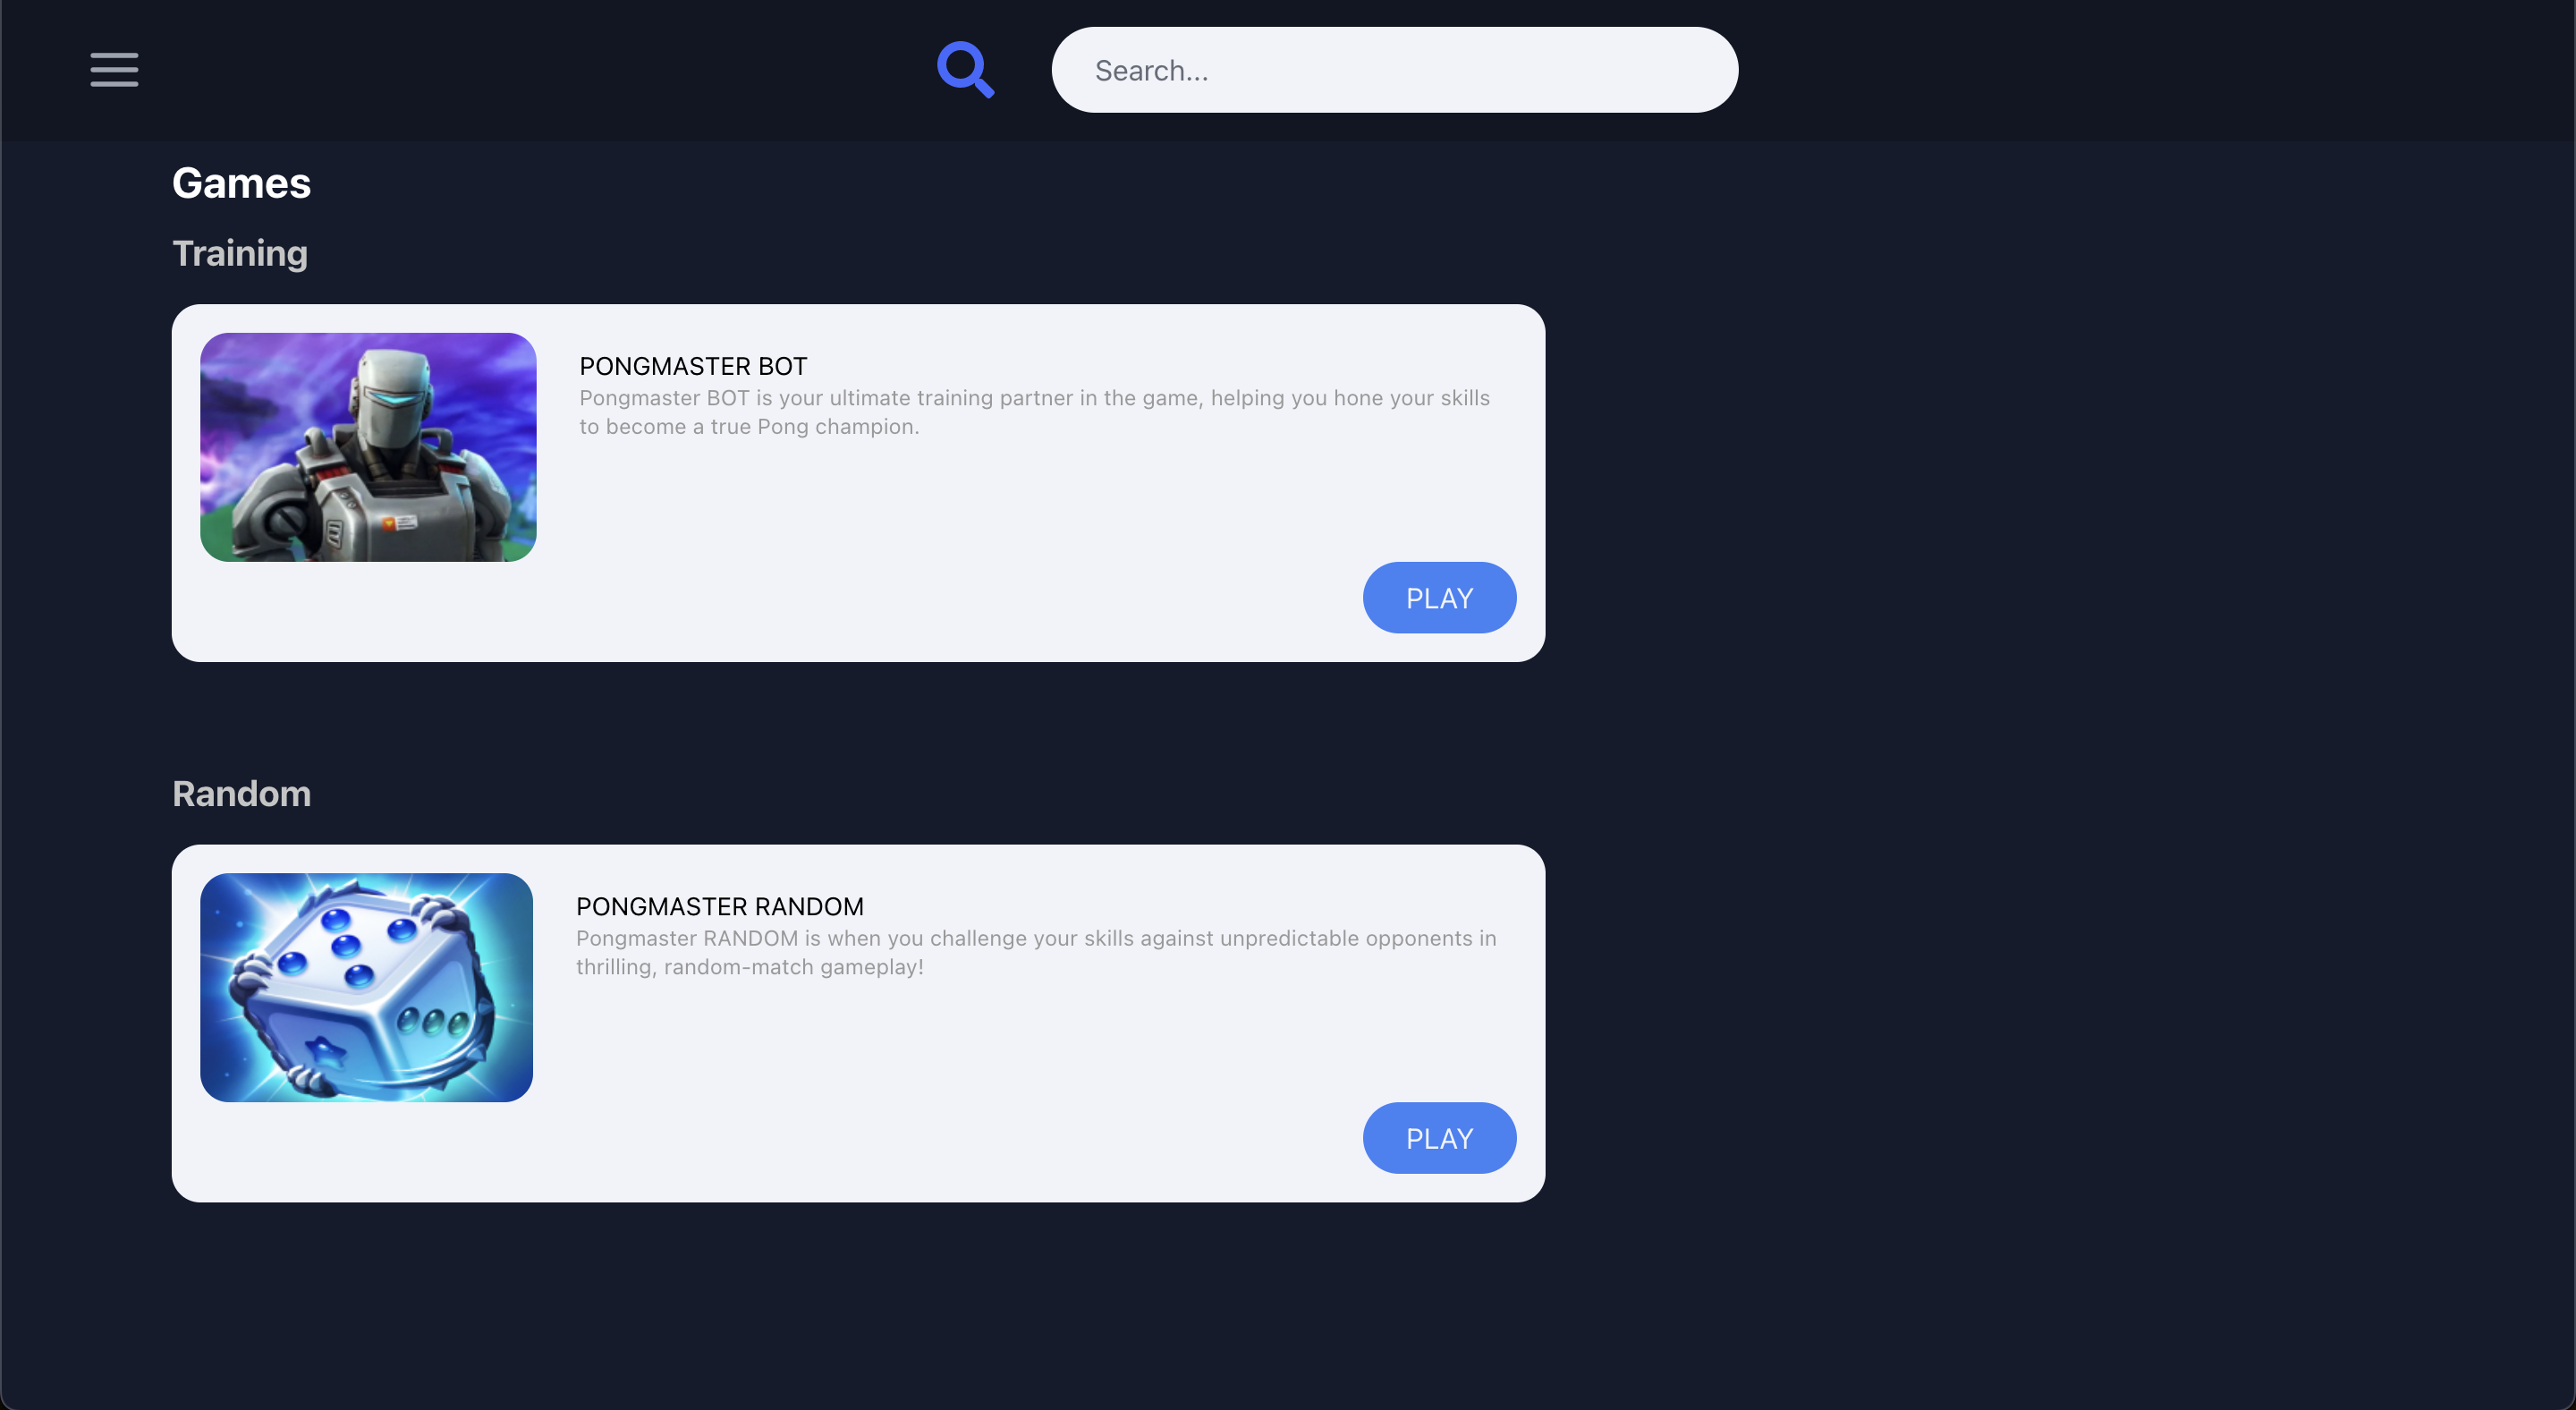 Search...
Games
Training
PONGMASTER BOT
Pongmaster BOT is your ultimate training partner in the game, helping you hone your skills
to become a true Pong champion.
PLAY
Random
PONGMASTER RANDOM
Pongmaster RANDOM is when you challenge your skills against unpredictable opponents in
thrilling, random-match gameplay!
PLAY